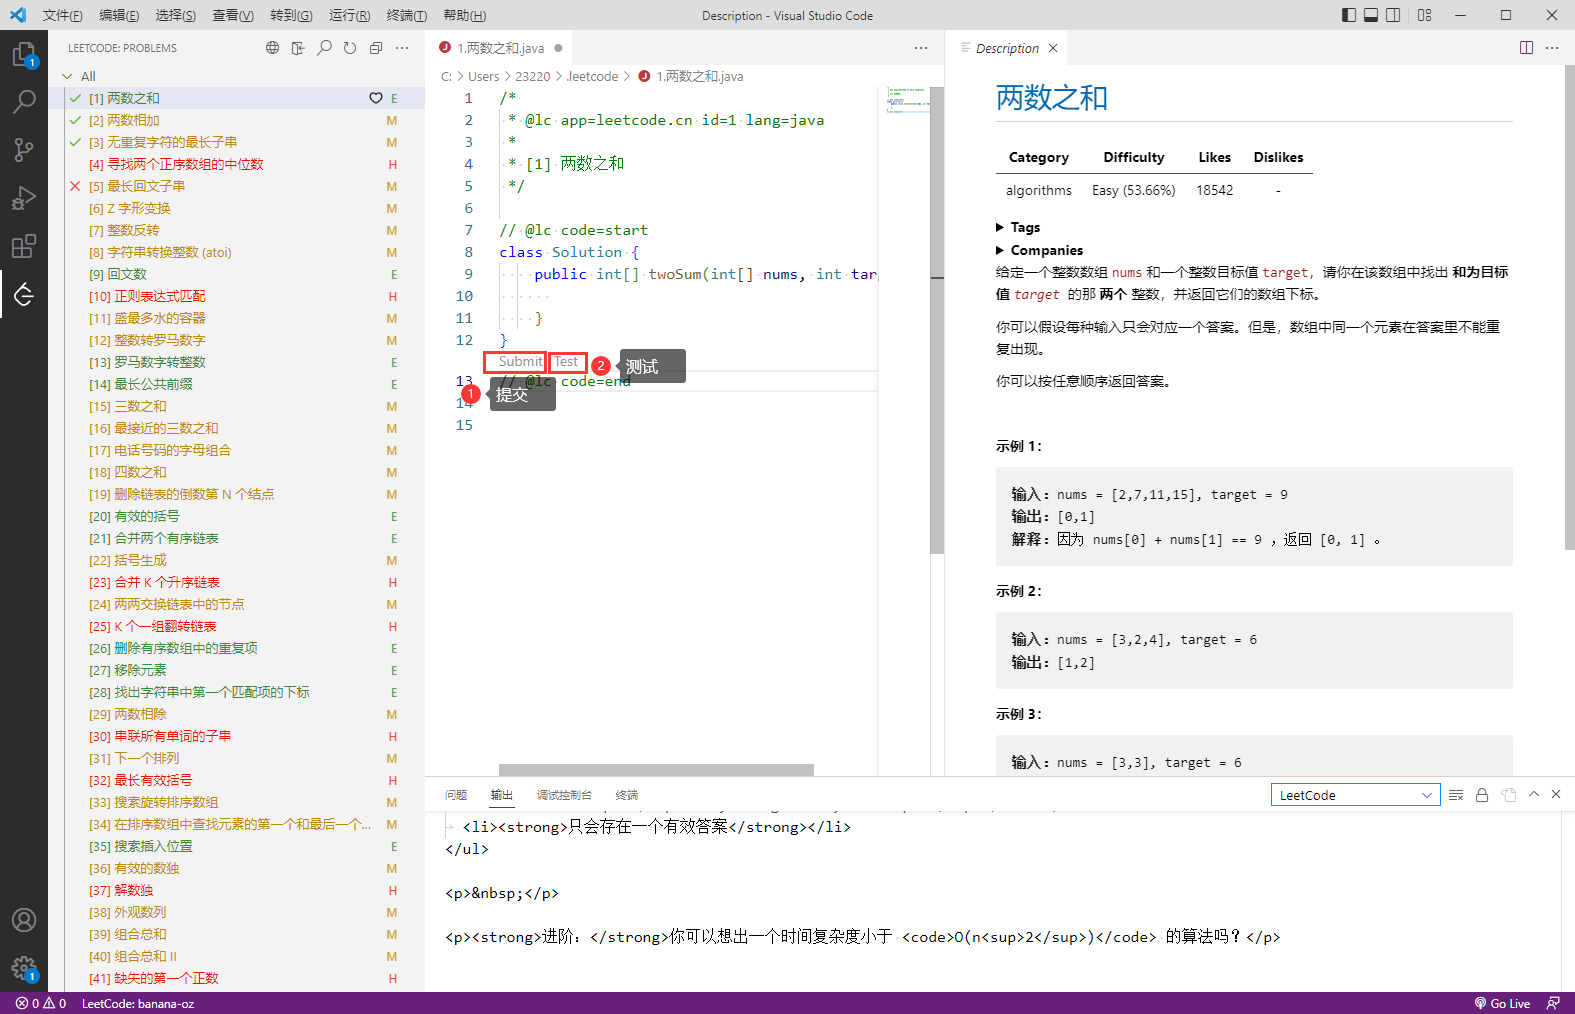 文件(F) 编辑(E) 选择(S) 查看(V) 转到(G) 运行(R) 终端(T) 帮助(H)
Description - Visual Studio Code
LEETCODE: PROBLEMS
All
[1] 两数之和 E
[2] 两数相加 M
[3] 无重复字符的最长子串 M
[4] 寻找两个正序数组的中位数 H
[5] 最长回文子串 M
[6] Z 字形变换 M
[7] 整数反转 M
[8] 字符串转换整数 (atoi) M
[9] 回文数 E
[10] 正则表达式匹配 H
[11] 盛最多水的容器 M
[12] 整数转罗马数字 M
[13] 罗马数字转整数 E
[14] 最长公共前缀 E
[15] 三数之和 M
[16] 最接近的三数之和 M
[17] 电话号码的字母组合 M
[18] 四数之和 M
[19] 删除链表的倒数第 N 个结点 M
[20] 有效的括号 E
[21] 合并两个有序链表 E
[22] 括号生成 M
[23] 合并 K 个升序链表 H
[24] 两两交换链表中的节点 M
[25] K 个一组翻转链表 H
[26] 删除有序数组中的重复项 E
[27] 移除元素 E
[28] 找出字符串中第一个匹配项的下标 E
[29] 两数相除 M
[30] 串联所有单词的子串 H
[31] 下一个排列 M
[32] 最长有效括号 H
[33] 搜索旋转排序数组 M
[34] 在排序数组中查找元素的第一个和最后一个... M
[35] 搜索插入位置 E
[36] 有效的数独 M
[37] 解数独 H
[38] 外观数列 M
[39] 组合总和 M
[40] 组合总和 II M
[41] 缺失的第一个正数 H
1
1
J 1.两数之和.java
C: > Users > 23220 > .leetcode > J 1.两数之和.java
1 /*
2 * @lc app=leetcode.cn id=1 lang=java
3 *
4 * [1] 两数之和
5 */
6
7 // @lc code=start
8 class Solution {
9 public int[] twoSum(int[] nums, int tar
10
11 }
12 }
Submit Test 2 测试
13 // @lc code=end
1 提交
14
15
Description
两数之和
Category Difficulty Likes Dislikes
algorithms Easy (53.66%) 18542 -
Tags
Companies
给定一个整数数组 nums 和一个整数目标值 target，请你在该数组中找出 和为目标
值 target 的那 两个 整数，并返回它们的数组下标。
你可以假设每种输入只会对应一个答案。但是，数组中同一个元素在答案里不能重
复出现。
你可以按任意顺序返回答案。
示例 1：
输入：nums = [2,7,11,15], target = 9
输出：[0,1]
解释：因为 nums[0] + nums[1] == 9 ，返回 [0, 1] 。
示例 2：
输入：nums = [3,2,4], target = 6
输出：[1,2]
示例 3：
输入：nums = [3,3], target = 6
问题 输出 调试控制台 终端
LeetCode
<li><strong>只会存在一个有效答案</strong></li>
</ul>
<p>&nbsp;</p>
<p><strong>进阶：</strong>你可以想出一个时间复杂度小于 <code>O(n<sup>2</sup>)</code> 的算法吗？</p>
0 0 LeetCode: banana-oz
Go Live